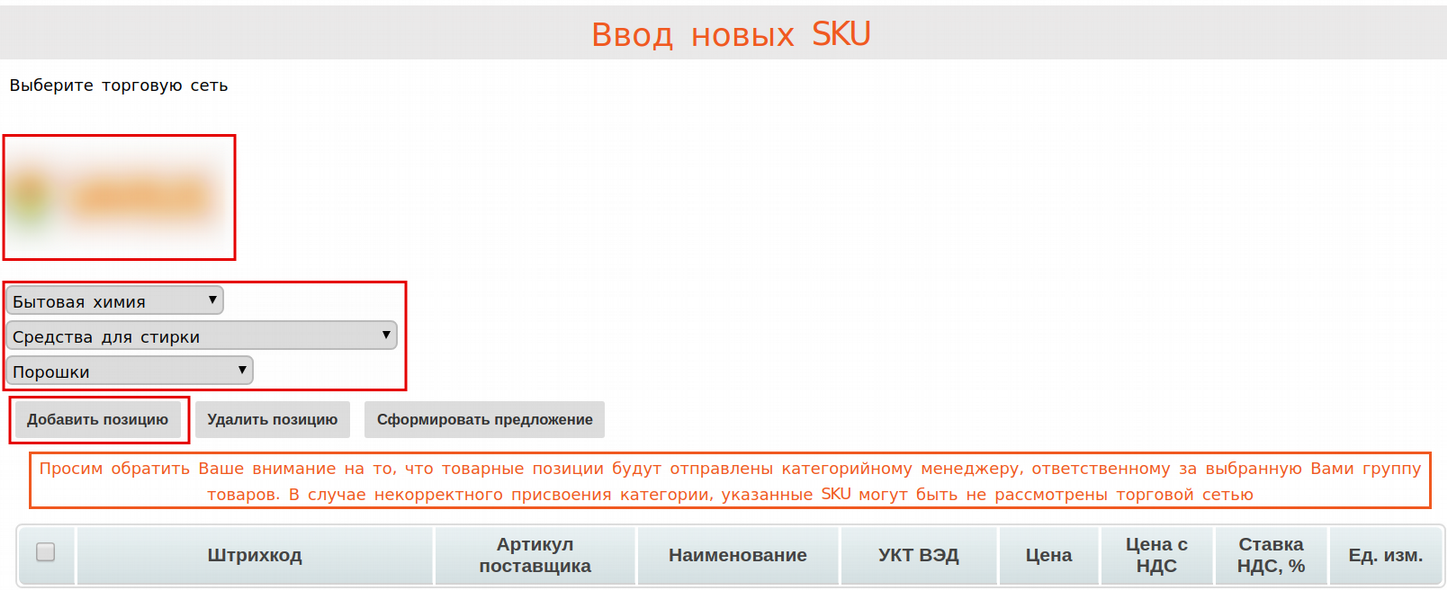 Ввод новых SKU
Выберите торговую сеть
Бытовая химия
Средства для стирки
Порошки
Добавить позицию Удалить позицию Сформировать предложение
Просим обратить Ваше внимание на то, что товарные позиции будут отправлены категорийному менеджеру, ответственному за выбранную Вами группу
товаров. В случае некорректного присвоения категории, указанные SKU могут быть не рассмотрены торговой сетью
Штрихкод
Артикул
поставщика
Наименование
УКТ ВЭД
Цена
Цена с
НДС
Ставка
НДС, %
Ед. изм.